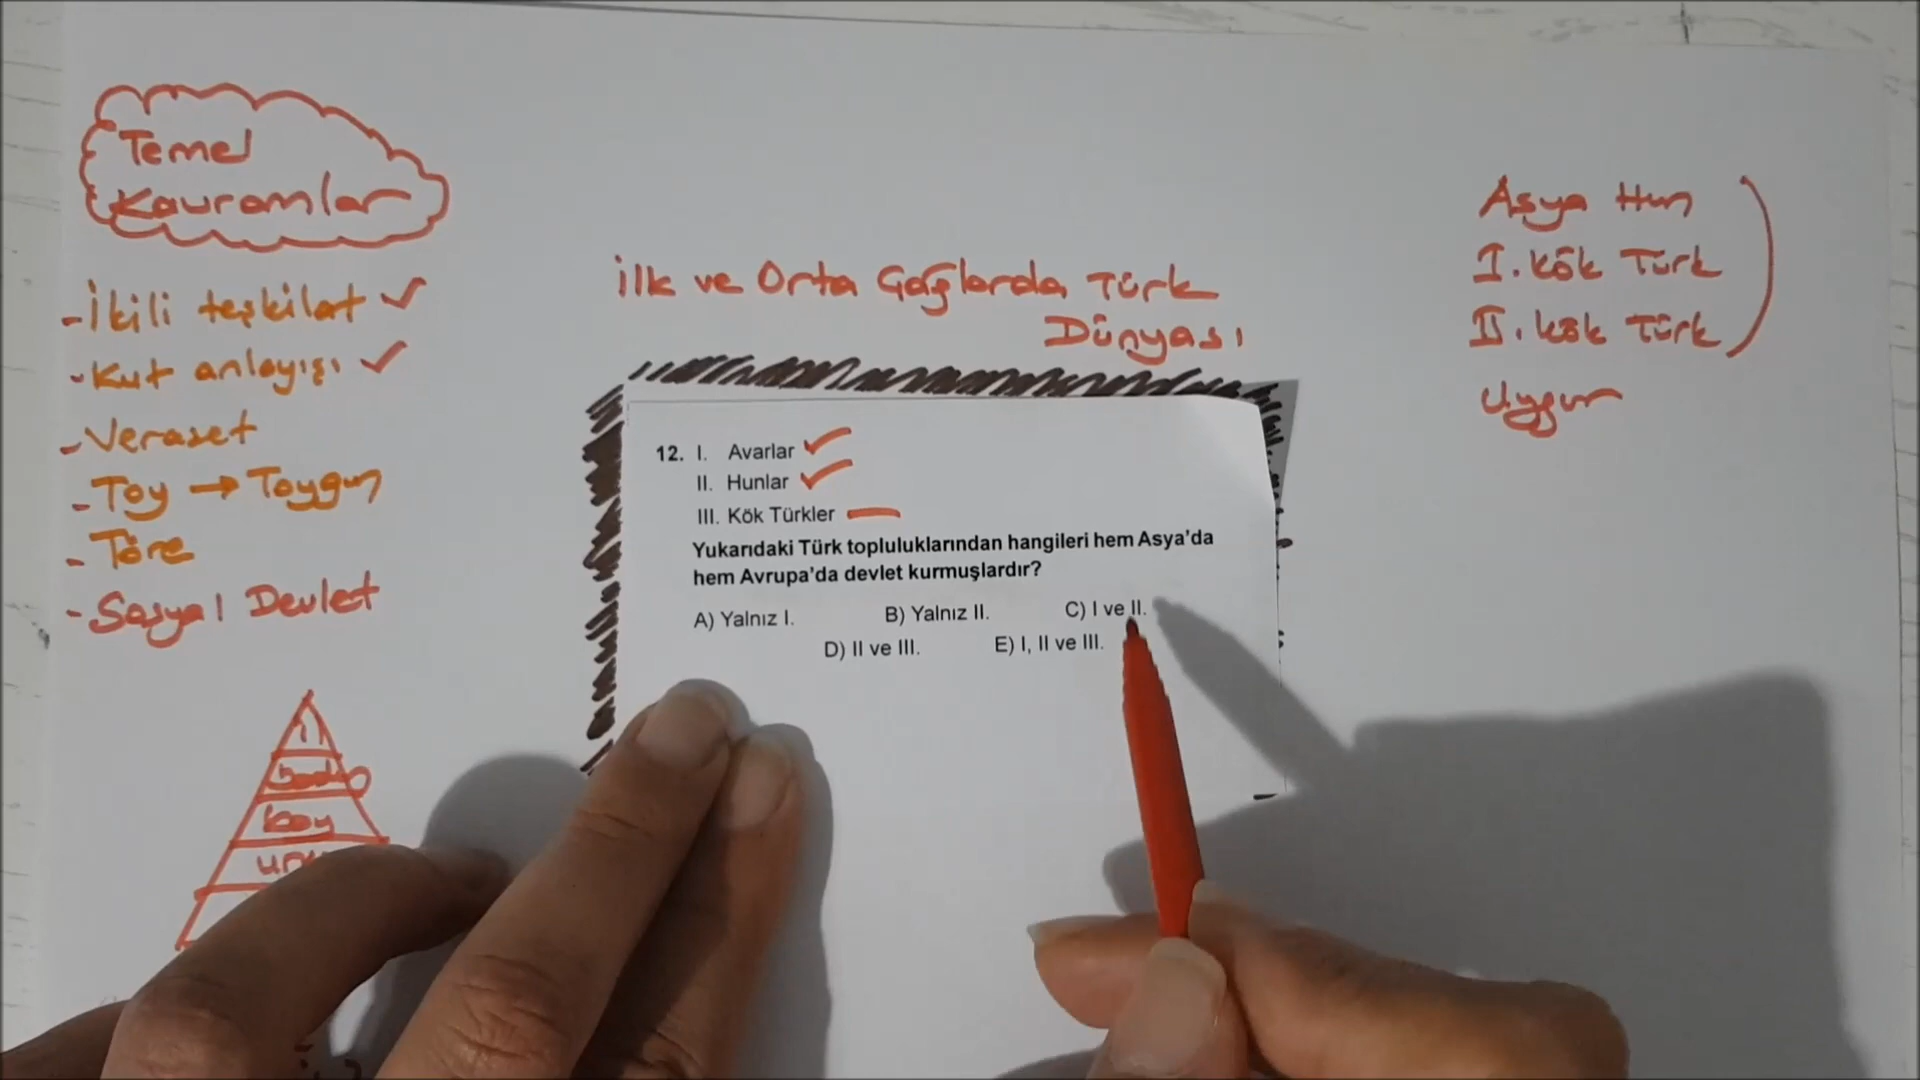 Temel
Kavramlar
- İkili teşkilat ✓
- Kut anlayışı ✓
- Veraset
- Toy → Toygun
- Töre
- Sosyal Devlet
boy
İlk ve Orta Çağlarda Türk
Dünyası
12. I. Avarlar ✓
II. Hunlar ✓
III. Kök Türkler —
Yukarıdaki Türk topluluklarından hangileri hem Asya'da
hem Avrupa'da devlet kurmuşlardır?
A) Yalnız I. B) Yalnız II. C) I ve II.
D) II ve III. E) I, II ve III.
Asya Hun
I. Kök Türk
II. Kök Türk
Uygur